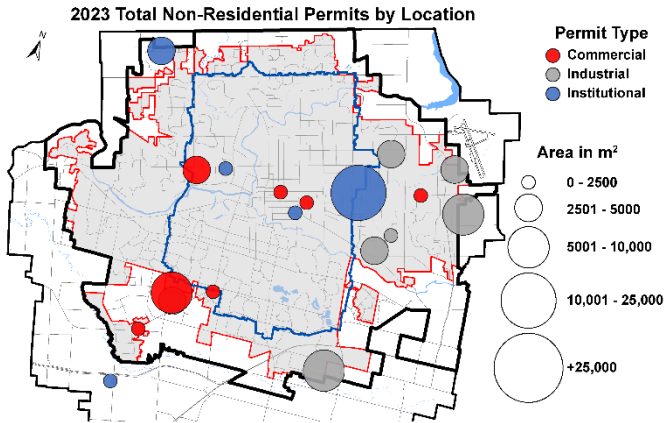 2023 Total Non-Residential Permits by Location
N
Permit Type
Commercial
Industrial
Institutional
Area in m²
0 - 2500
2501 - 5000
5001 - 10,000
10,001 - 25,000
+25,000